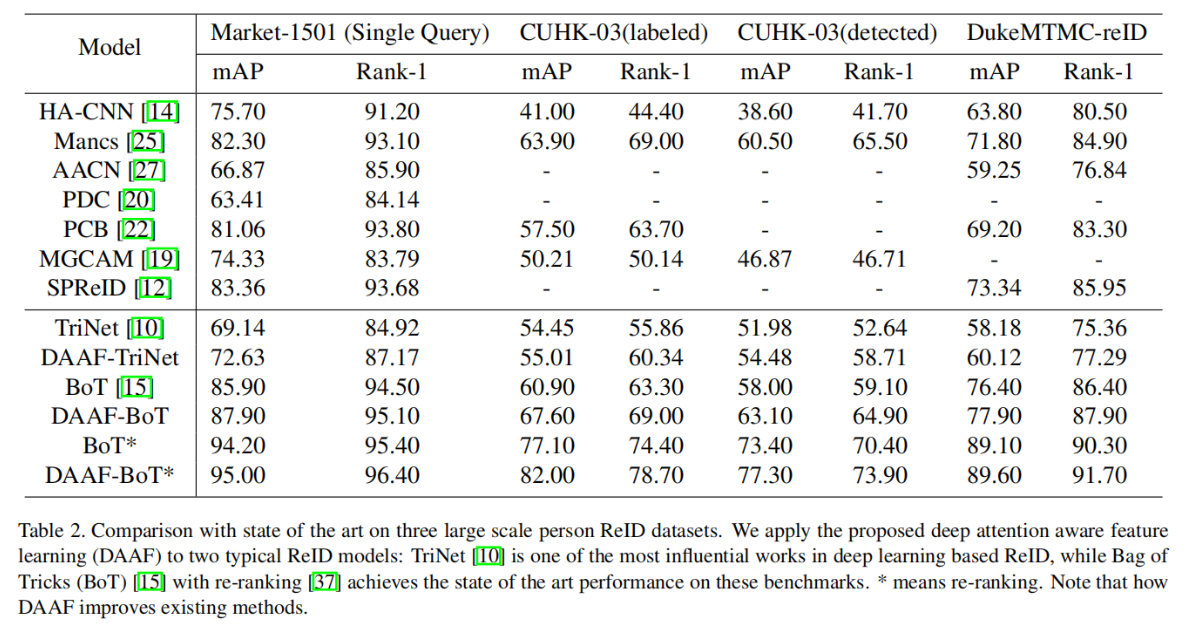 Model Market-1501 (Single Query) CUHK-03(labeled) CUHK-03(detected) DukeMTMC-reID
mAP Rank-1 mAP Rank-1 mAP Rank-1 mAP Rank-1
HA-CNN [14] 75.70 91.20 41.00 44.40 38.60 41.70 63.80 80.50
Mancs [25] 82.30 93.10 63.90 69.00 60.50 65.50 71.80 84.90
AACN [27] 66.87 85.90 - - - - 59.25 76.84
PDC [20] 63.41 84.14 - - - - - -
PCB [22] 81.06 93.80 57.50 63.70 - - 69.20 83.30
MGCAM [19] 74.33 83.79 50.21 50.14 46.87 46.71 - -
SPReID [12] 83.36 93.68 - - - - 73.34 85.95
TriNet [10] 69.14 84.92 54.45 55.86 51.98 52.64 58.18 75.36
DAAF-TriNet 72.63 87.17 55.01 60.34 54.48 58.71 60.12 77.29
BoT [15] 85.90 94.50 60.90 63.30 58.00 59.10 76.40 86.40
DAAF-BoT 87.90 95.10 67.60 69.00 63.10 64.90 77.90 87.90
BoT* 94.20 95.40 77.10 74.40 73.40 70.40 89.10 90.30
DAAF-BoT* 95.00 96.40 82.00 78.70 77.30 73.90 89.60 91.70
Table 2. Comparison with state of the art on three large scale person ReID datasets. We apply the proposed deep attention aware feature
learning (DAAF) to two typical ReID models: TriNet [10] is one of the most influential works in deep learning based ReID, while Bag of
Tricks (BoT) [15] with re-ranking [37] achieves the state of the art performance on these benchmarks. * means re-ranking. Note that how
DAAF improves existing methods.